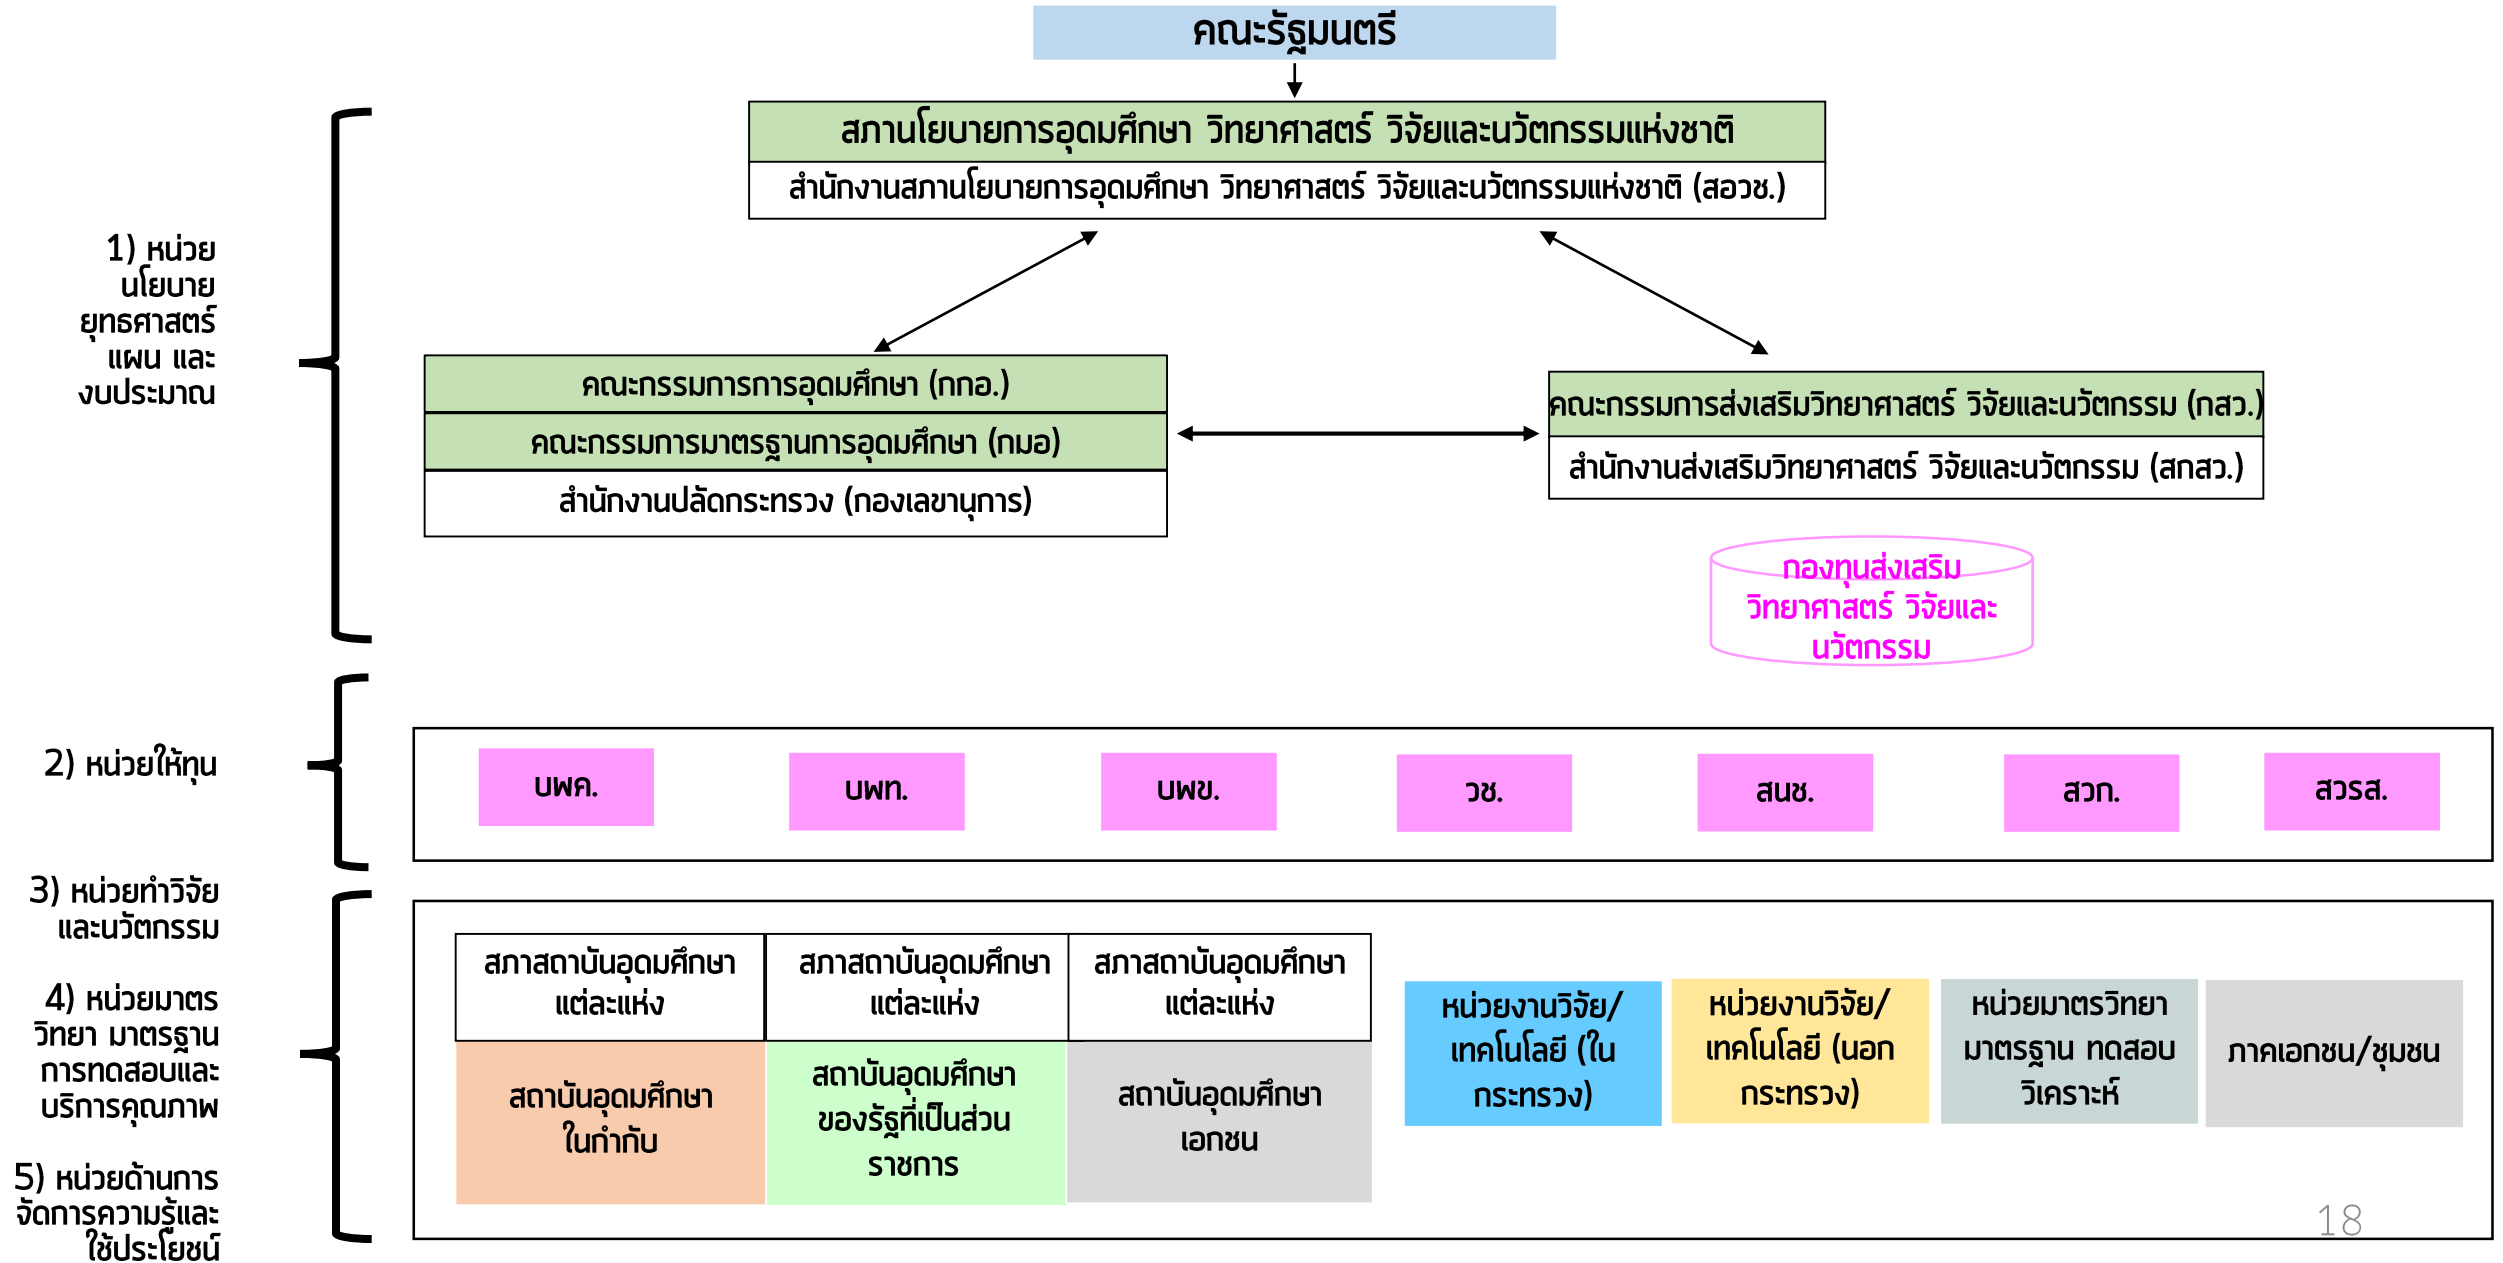 คณะรัฐมนตรี
สภานโยบายการอุดมศึกษา วิทยาศาสตร์ วิจัยและนวัตกรรมแห่งชาติ
สำนักงานสภานโยบายการอุดมศึกษา วิทยาศาสตร์ วิจัยและนวัตกรรมแห่งชาติ (สอวช.)
1) หน่วย
นโยบาย
ยุทธศาสตร์
แผน และ
งบประมาณ
คณะกรรมการการอุดมศึกษา (กกอ.)
คณะกรรมการมาตรฐานการอุดมศึกษา (กมอ)
สำนักงานปลัดกระทรวง (กองเลขานุการ)
คณะกรรมการส่งเสริมวิทยาศาสตร์ วิจัยและนวัตกรรม (กสว.)
สำนักงานส่งเสริมวิทยาศาสตร์ วิจัยและนวัตกรรม (สกสว.)
กองทุนส่งเสริม
วิทยาศาสตร์ วิจัยและ
นวัตกรรม
2) หน่วยให้ทุน
บพค.
บพท.
บพข.
วช.
สนช.
สวก.
สวรส.
3) หน่วยทำวิจัย
และนวัตกรรม
4) หน่วยมาตร
วิทยา มาตรฐาน
การทดสอบและ
บริการคุณภาพ
5) หน่วยด้านการ
จัดการความรู้และ
ใช้ประโยชน์
สภาสถาบันอุดมศึกษา
แต่ละแห่ง
สภาสถาบันอุดมศึกษา
แต่ละแห่ง
สภาสถาบันอุดมศึกษา
แต่ละแห่ง
สถาบันอุดมศึกษา
ในกำกับ
สถาบันอุดมศึกษา
ของรัฐที่เป็นส่วน
ราชการ
สถาบันอุดมศึกษา
เอกชน
หน่วยงานวิจัย/
เทคโนโลยี (ใน
กระทรวง)
หน่วยงานวิจัย/
เทคโนโลยี (นอก
กระทรวง)
หน่วยมาตรวิทยา
มาตรฐาน ทดสอบ
วิเคราะห์
ภาคเอกชน/ชุมชน
18